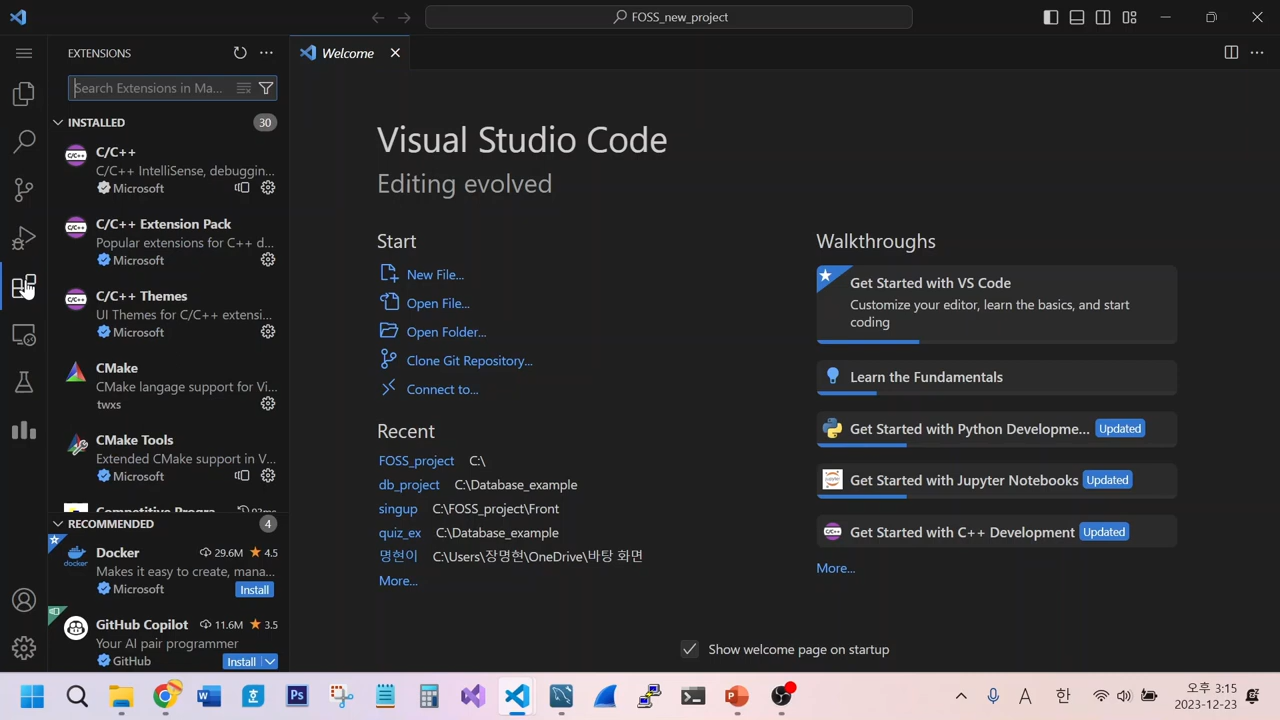 FOSS_new_project
EXTENSIONS
Search Extensions in Ma...
INSTALLED
30
C/C++
C/C++ IntelliSense, debuggin...
Microsoft
C/C++ Extension Pack
Popular extensions for C++ d...
Microsoft
C/C++ Themes
UI Themes for C/C++ extensi...
Microsoft
CMake
CMake langage support for Vi...
twxs
CMake Tools
Extended CMake support in V...
Microsoft
RECOMMENDED
4
Docker 29.6M 4.5
Makes it easy to create, mana...
Microsoft
Install
GitHub Copilot 11.6M 3.5
Your AI pair programmer
GitHub
Install
Welcome
Visual Studio Code
Editing evolved
Start
New File...
Open File...
Open Folder...
Clone Git Repository...
Connect to...
Recent
FOSS_project C:\
db_project C:\Database_example
singup C:\FOSS_project\Front
quiz_ex C:\Database_example
명현이 C:\Users\장명현\OneDrive\바탕 화면
More...
Walkthroughs
Get Started with VS Code
Customize your editor, learn the basics, and start
coding
Learn the Fundamentals
Get Started with Python Developme... Updated
Get Started with Jupyter Notebooks Updated
Get Started with C++ Development Updated
More...
Show welcome page on startup
A
한
오후 3:15
2023-12-23